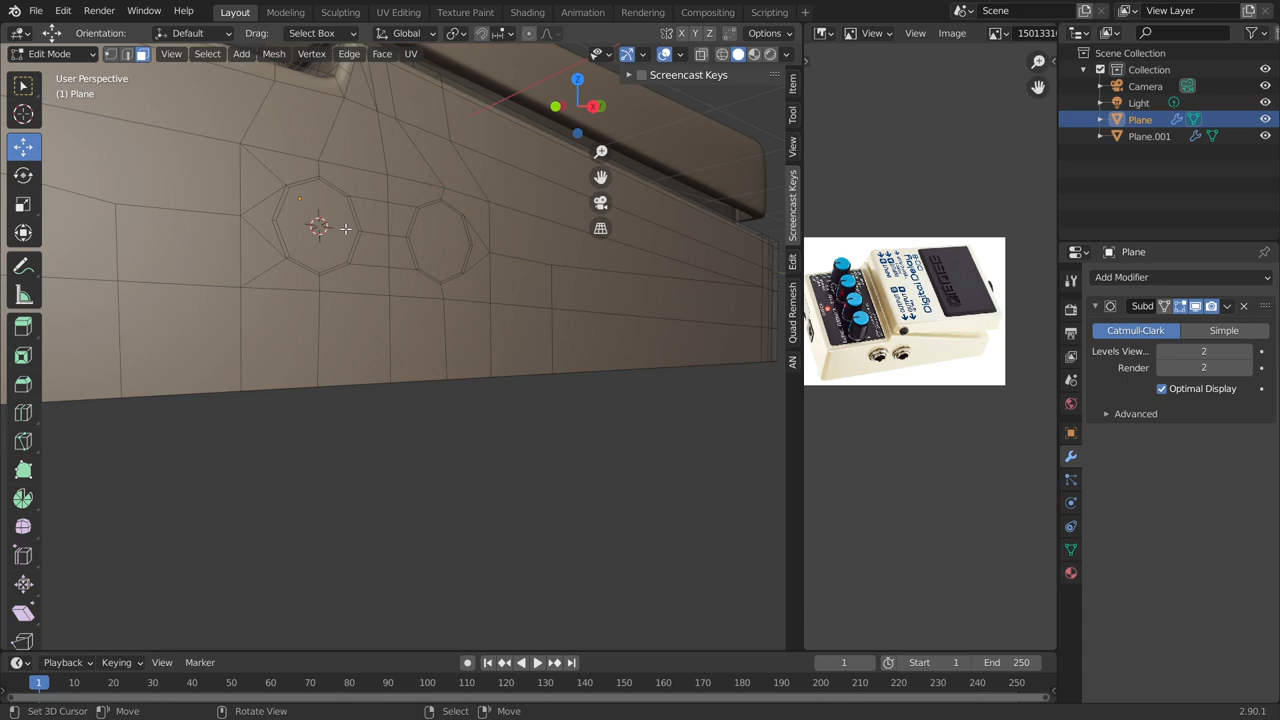 File Edit Render Window Help
Layout Modeling Sculpting UV Editing Texture Paint Shading Animation Rendering Compositing Scripting
Scene
View Layer
Orientation: Default Drag: Select Box Global Options
View View Image 15013310
Edit Mode View Select Add Mesh Vertex Edge Face UV
User Perspective
(1) Plane
Screencast Keys
Z
X
X Y Z
Item
Tool
View
Screencast Keys
Edit
Quad Remesh
AN
Digital Delay
BOSS
Scene Collection
Collection
Camera
Light
Plane
Plane.001
Plane
Add Modifier
Subd
Catmull-Clark Simple
Levels View... 2
Render 2
Optimal Display
Advanced
Playback Keying View Marker 1 Start 1 End 250
1 10 20 30 40 50 60 70 80 90 100 110 120 130 140 150 160 170 180 190 200 210 220 230 240 250
Set 3D Cursor Move Rotate View Select Move 2.90.1